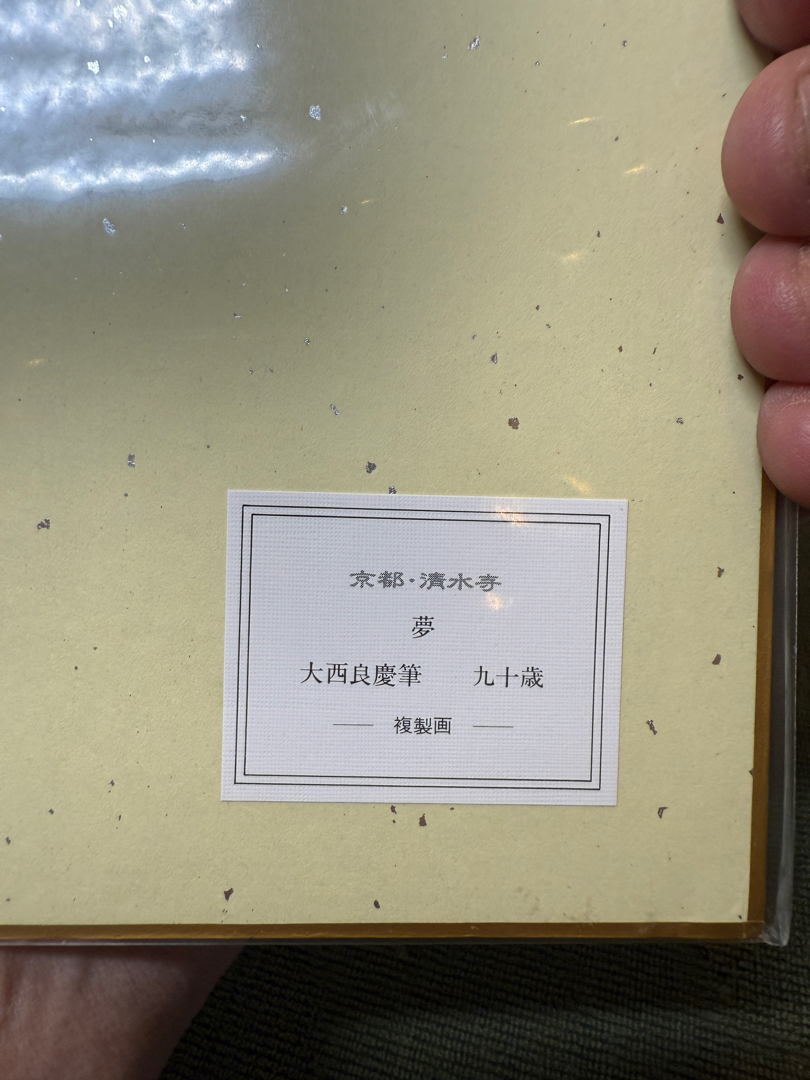 京都·清水寺
夢
大西良慶筆　九十歳
複製画